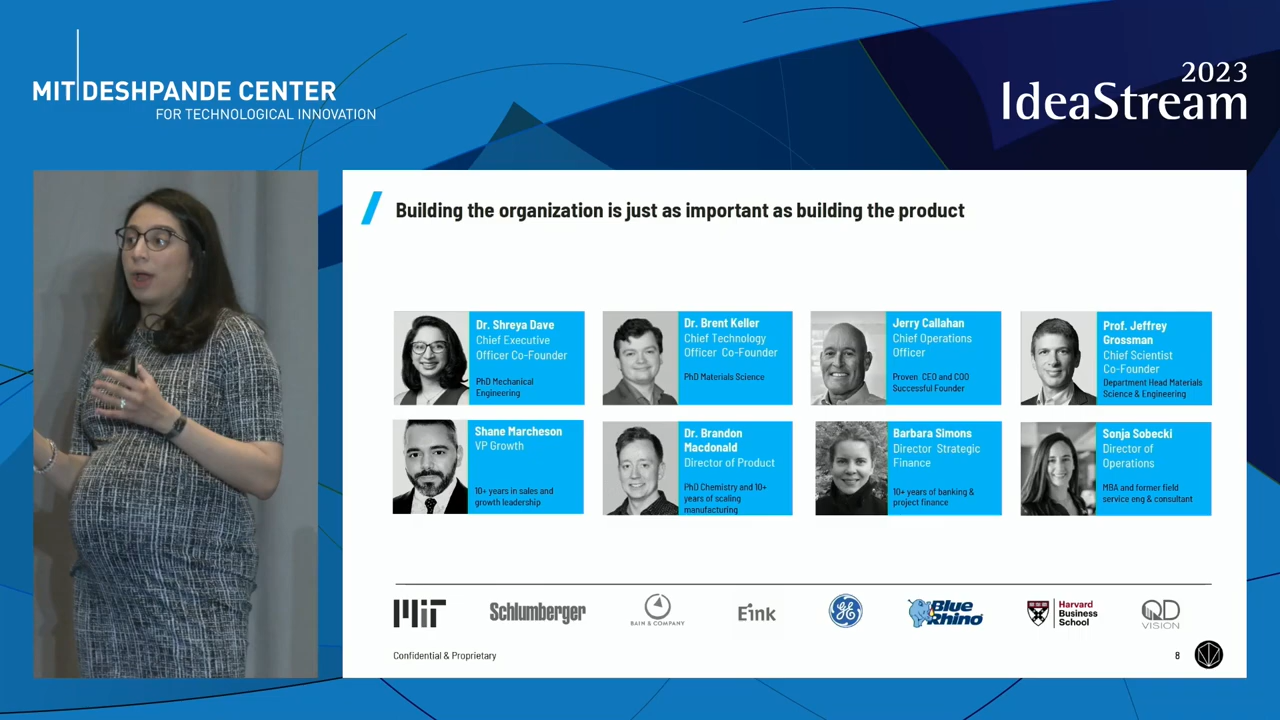 MIT DESHPANDE CENTER
FOR TECHNOLOGICAL INNOVATION
2023
IdeaStream
Building the organization is just as important as building the product
Dr. Shreya Dave
Chief Executive
Officer Co-Founder
PhD Mechanical
Engineering
Dr. Brent Keller
Chief Technology
Officer Co-Founder
PhD Materials Science
Jerry Callahan
Chief Operations
Officer
Proven CEO and COO
Successful Founder
Prof. Jeffrey
Grossman
Chief Scientist
Co-Founder
Department Head Materials
Science & Engineering
Shane Marcheson
VP Growth
10+ years in sales and
growth leadership
Dr. Brandon
Macdonald
Director of Product
PhD Chemistry and 10+
years of scaling
manufacturing
Barbara Simons
Director Strategic
Finance
10+ years of banking &
project finance
Sonja Sobecki
Director of
Operations
MBA and former field
service eng & consultant
MIT
Schlumberger
BAIN & COMPANY
Eink
GE
Blue
Rhino
Harvard
Business
School
QD
VISION
Confidential & Proprietary
8